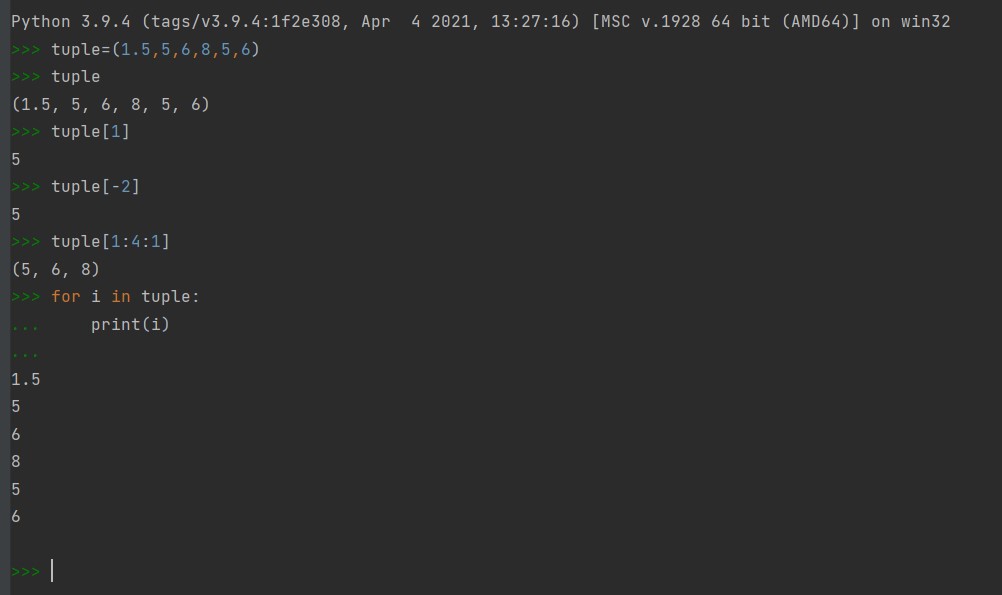 Python 3.9.4 (tags/v3.9.4:1f2e308, Apr  4 2021, 13:27:16) [MSC v.1928 64 bit (AMD64)] on win32
>>> tuple=(1.5,5,6,8,5,6)
>>> tuple
(1.5, 5, 6, 8, 5, 6)
>>> tuple[1]
5
>>> tuple[-2]
5
>>> tuple[1:4:1]
(5, 6, 8)
>>> for i in tuple:
...     print(i)
...
1.5
5
6
8
5
6
>>>